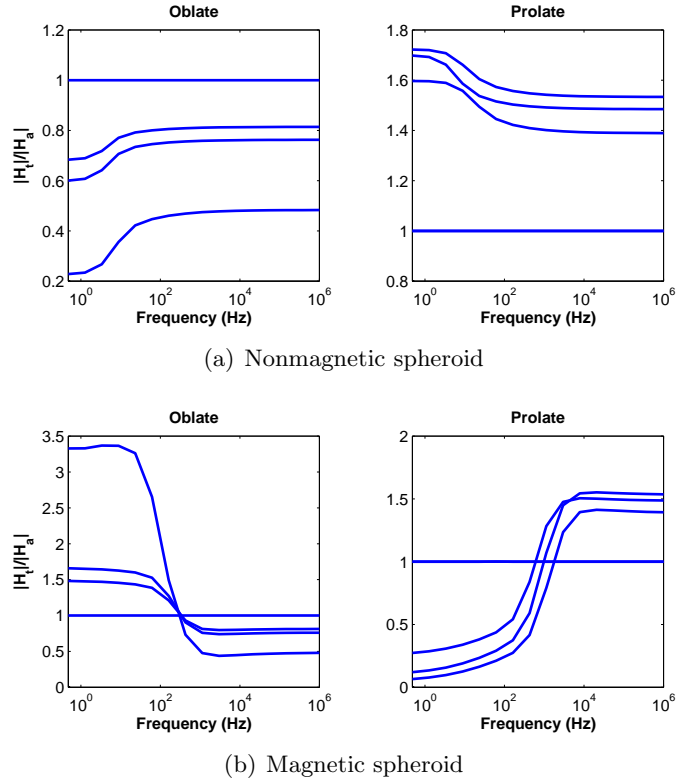 Oblate
Prolate
1.2
1
0.8
0.6
0.4
0.2
|H_t|/|H_a|
10^0 10^2 10^4 10^6
Frequency (Hz)
1.8
1.6
1.4
1.2
1
0.8
10^0 10^2 10^4 10^6
Frequency (Hz)
(a) Nonmagnetic spheroid
Oblate
Prolate
3.5
3
2.5
2
1.5
1
0.5
0
|H_t|/|H_a|
10^0 10^2 10^4 10^6
Frequency (Hz)
2
1.5
1
0.5
0
10^0 10^2 10^4 10^6
Frequency (Hz)
(b) Magnetic spheroid